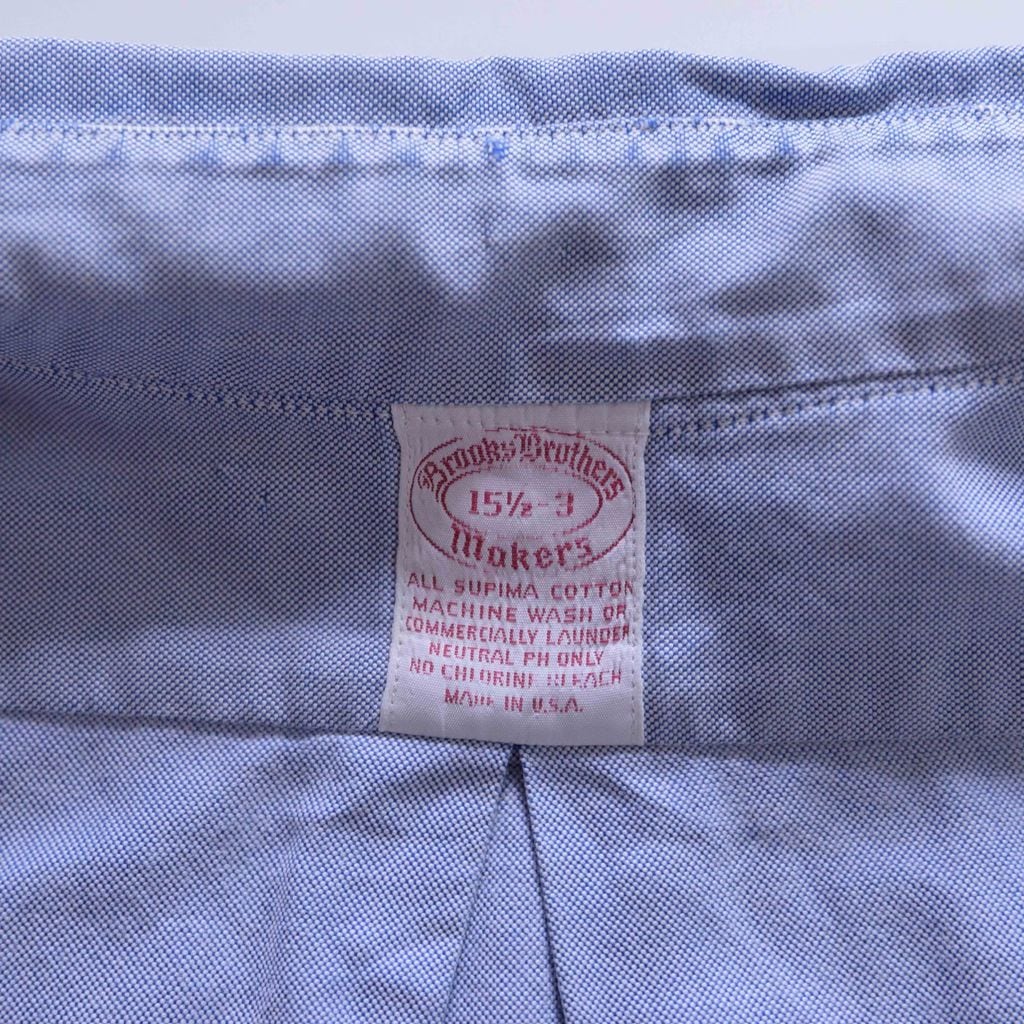 Brooks Brothers
15½-3
Makers
ALL SUPIMA COTTON
MACHINE WASH OR
COMMERCIALLY LAUNDER
NEUTRAL PH ONLY
NO CHLORINE BLEACH
MADE IN U.S.A.